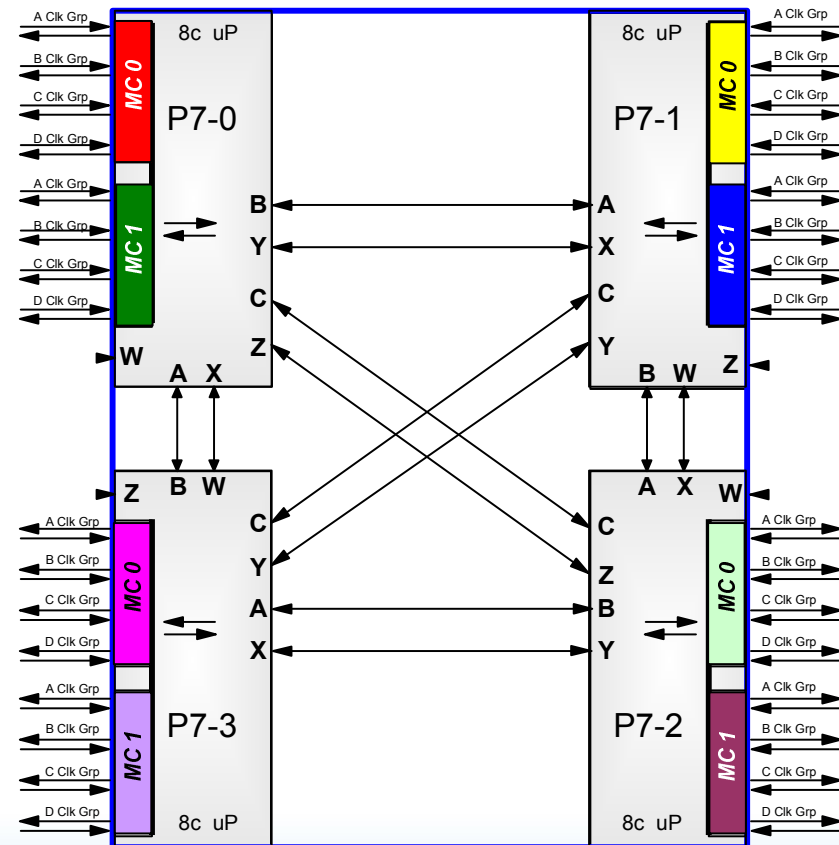 8c uP
P7-0
MC 0
MC 1
A Clk Grp
B Clk Grp
C Clk Grp
D Clk Grp
A Clk Grp
B Clk Grp
C Clk Grp
D Clk Grp
B
Y
C
Z
W
A X
8c uP
P7-1
MC 0
MC 1
A Clk Grp
B Clk Grp
C Clk Grp
D Clk Grp
A Clk Grp
B Clk Grp
C Clk Grp
D Clk Grp
A
X
C
Y
Z
B W
B W
Z
C
Y
A
X
MC 0
MC 1
A Clk Grp
B Clk Grp
C Clk Grp
D Clk Grp
A Clk Grp
B Clk Grp
C Clk Grp
D Clk Grp
P7-3
8c uP
A X
W
C
Z
B
Y
MC 0
MC 1
A Clk Grp
B Clk Grp
C Clk Grp
D Clk Grp
A Clk Grp
B Clk Grp
C Clk Grp
D Clk Grp
P7-2
8c uP